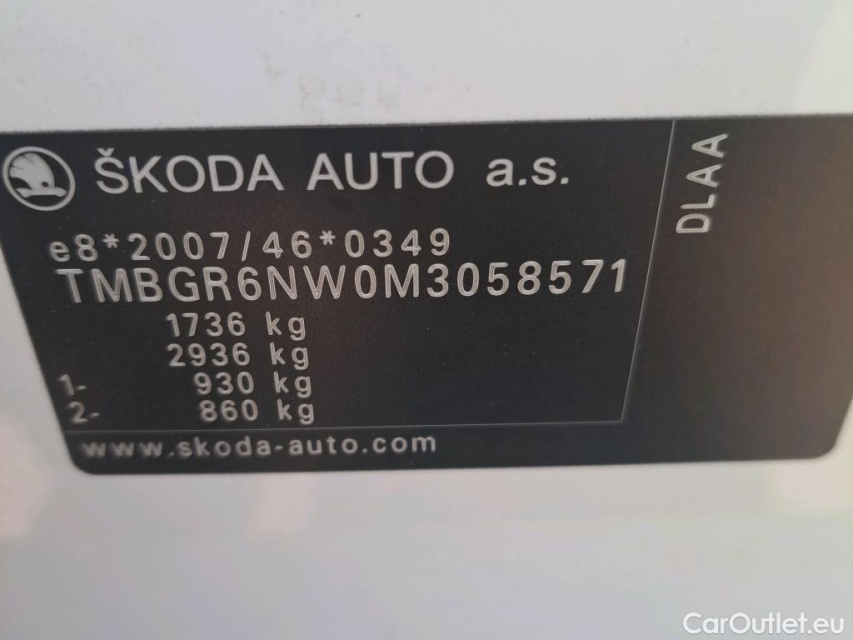 ŠKODA AUTO a.s.
DLAA
e8*2007/46*0349
TMBGR6NW0M3058571
1736 kg
2936 kg
1- 930 kg
2- 860 kg
www.skoda-auto.com
CarOutlet.eu